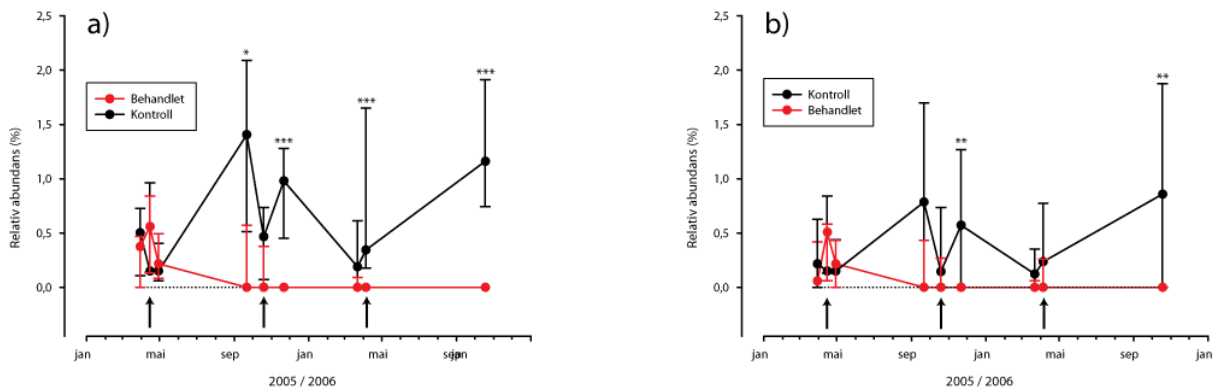 a)
2,5
2,0
1,5
1,0
0,5
0,0
Relativ abundans (%)
Behandlet
Kontroll
*
***
***
***
jan
mai
sep
jan
mai
sep
jan
2005 / 2006
b)
2,5
2,0
1,5
1,0
0,5
0,0
Relativ abundans (%)
Kontroll
Behandlet
**
**
jan
mai
sep
jan
mai
sep
jan
2005 / 2006